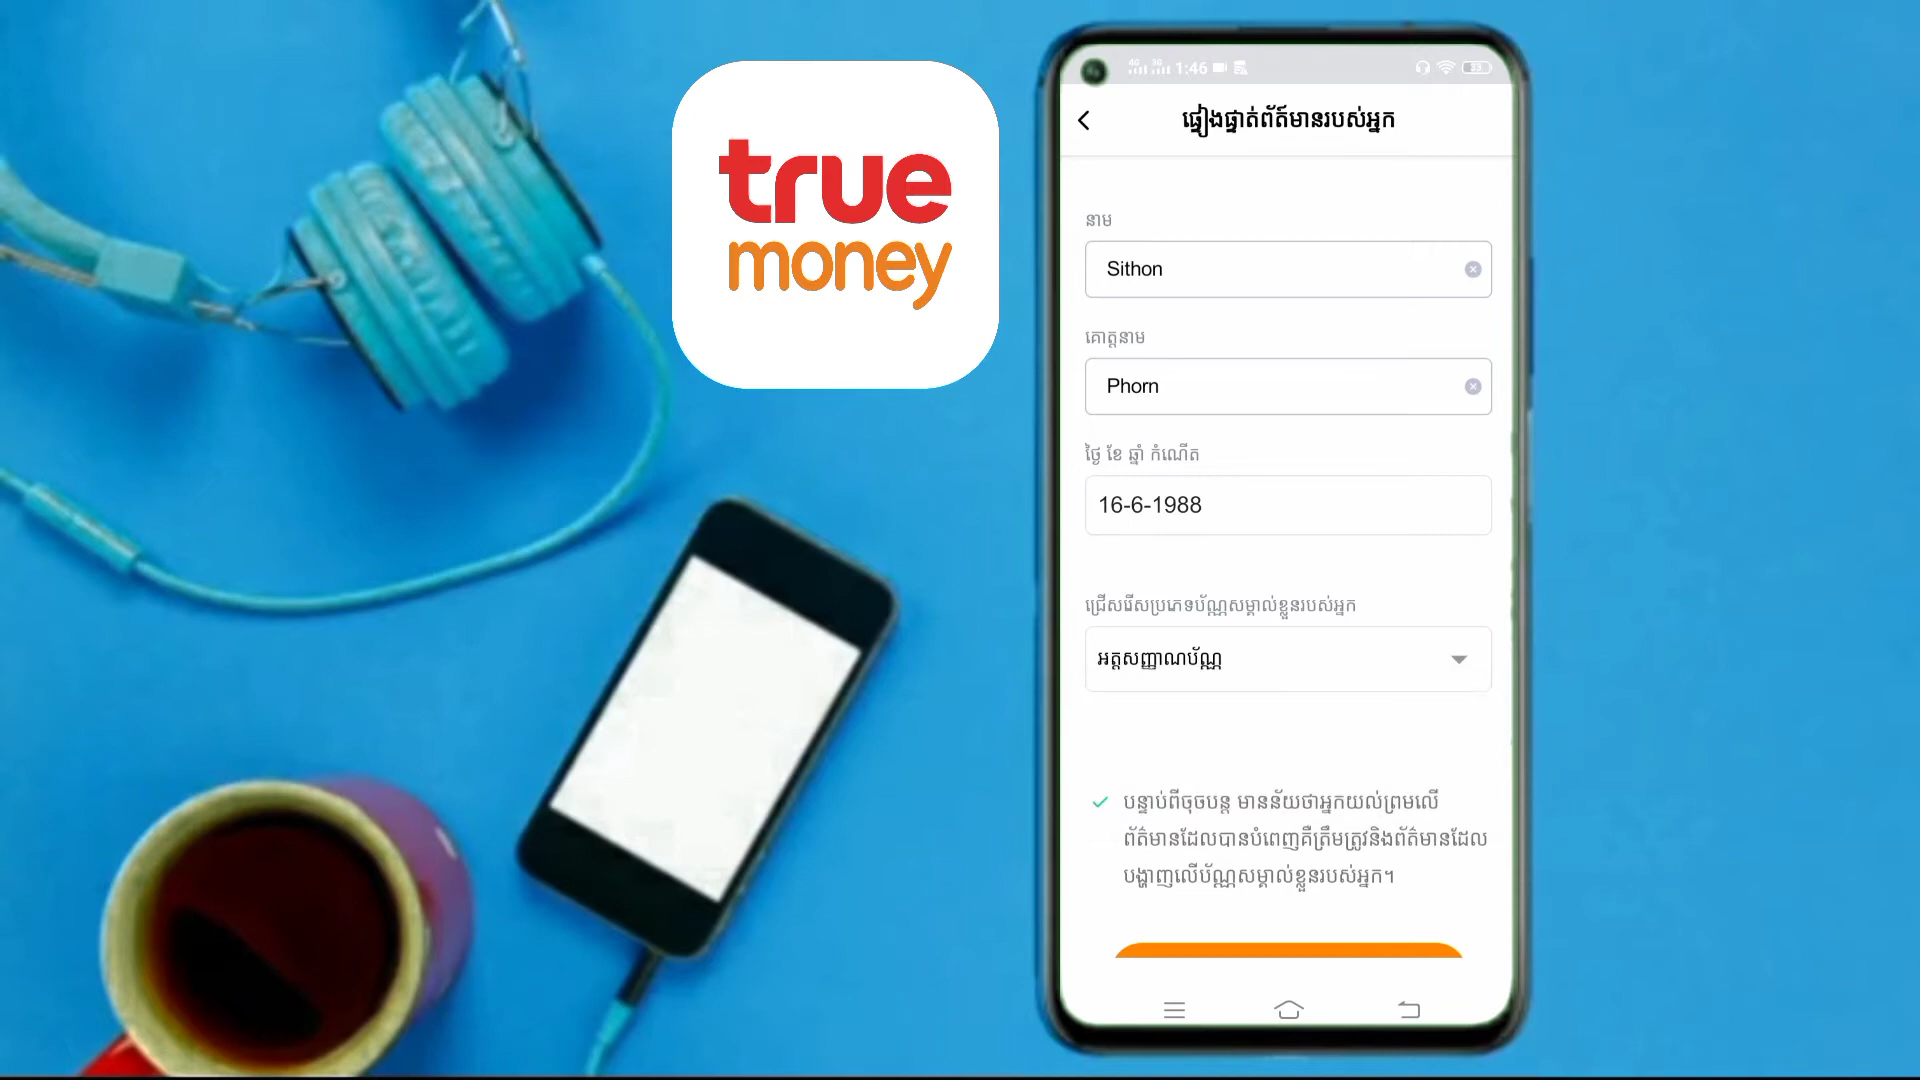 true
money
4G 3G 1:46
33
ផ្ទៀងផ្ទាត់ព័ត៍មានរបស់អ្នក
នាម
Sithon
គោត្តនាម
Phorn
ថ្ងៃ ខែ ឆ្នាំ កំណើត
16-6-1988
ជ្រើសរើសប្រភេទប័ណ្ណសម្គាល់ខ្លួនរបស់អ្នក
អត្តសញ្ញាណប័ណ្ណ
បន្ទាប់ពីចុចបន្ត មានន័យថាអ្នកយល់ព្រមលើ
ព័ត៌មានដែលបានបំពេញគឺត្រឹមត្រូវនិងព័ត៌មានដែល
បង្ហាញលើប័ណ្ណសម្គាល់ខ្លួនរបស់អ្នក។